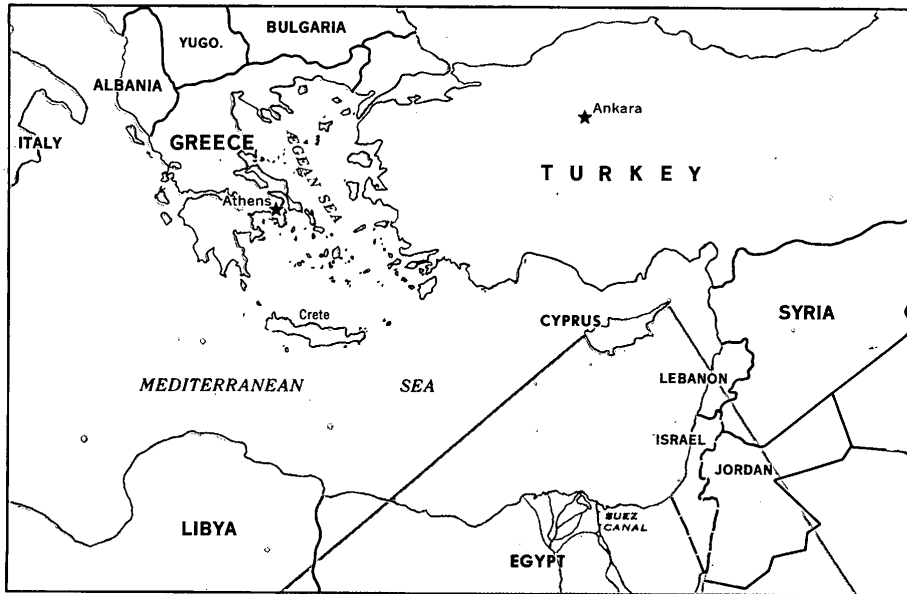 BULGARIA
YUGO.
ALBANIA
ITALY
GREECE
ÆGEAN SEA
Athens
Ankara
TURKEY
Crete
CYPRUS
SYRIA
MEDITERRANEAN SEA
LEBANON
ISRAEL
JORDAN
LIBYA
SUEZ
CANAL
EGYPT